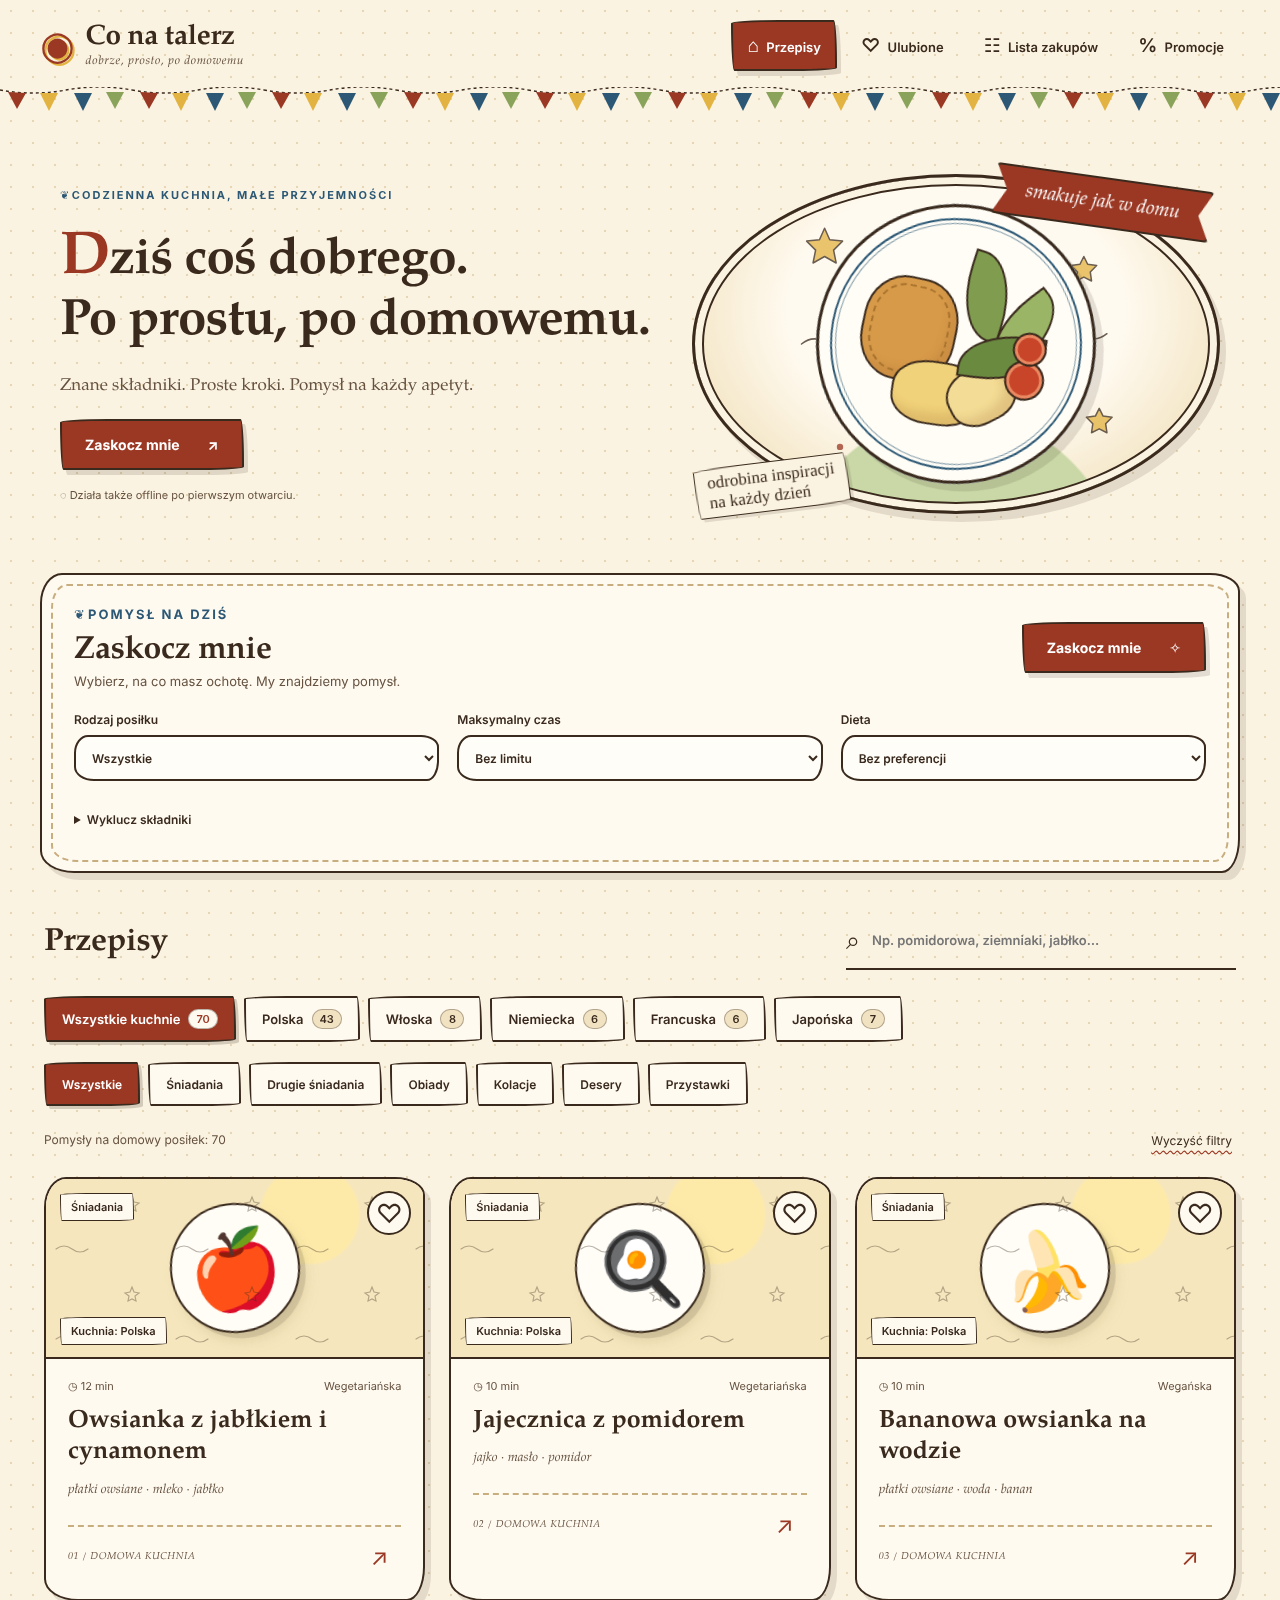 Co na talerz
dobrze, prosto, po domowemu
Przepisy
Ulubione
Lista zakupów
% Promocje
CODZIENNA KUCHNIA, MAŁE PRZYJEMNOŚCI
Dziś coś dobrego.
Po prostu, po domowemu.
Znane składniki. Proste kroki. Pomysł na każdy apetyt.
Zaskocz mnie
Działa także offline po pierwszym otwarciu.
smakuje jak w domu
odrobina inspiracji
na każdy dzień
POMYSŁ NA DZIŚ
Zaskocz mnie
Wybierz, na co masz ochotę. My znajdziemy pomysł.
Zaskocz mnie
Rodzaj posiłku
Wszystkie
Maksymalny czas
Bez limitu
Dieta
Bez preferencji
Wyklucz składniki
Przepisy
Np. pomidorowa, ziemniaki, jabłko...
Wszystkie kuchnie 70
Polska 43
Włoska 8
Niemiecka 6
Francuska 6
Japońska 7
Wszystkie
Śniadania
Drugie śniadania
Obiady
Kolacje
Desery
Przystawki
Pomysły na domowy posiłek: 70
Wyczyść filtry
Śniadania
Kuchnia: Polska
12 min
Wegetariańska
Owsianka z jabłkiem i
cynamonem
płatki owsiane · mleko · jabłko
01 / DOMOWA KUCHNIA
Śniadania
Kuchnia: Polska
10 min
Wegetariańska
Jajecznica z pomidorem
jajko · masło · pomidor
02 / DOMOWA KUCHNIA
Śniadania
Kuchnia: Polska
10 min
Wegańska
Bananowa owsianka na
wodzie
płatki owsiane · woda · banan
03 / DOMOWA KUCHNIA